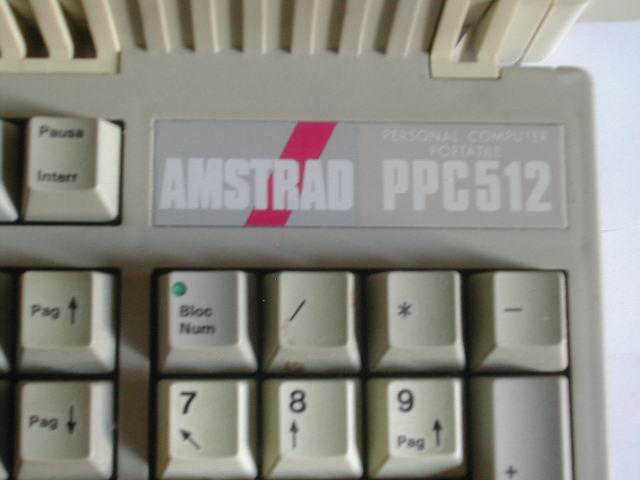 Pausa
Interr
AMSTRAD
PERSONAL COMPUTER
PORTATILE
PPC512
Pag ↑
Bloc
Num
/
*
-
Pag ↓
7
↖
8
↑
9
Pag ↑
+